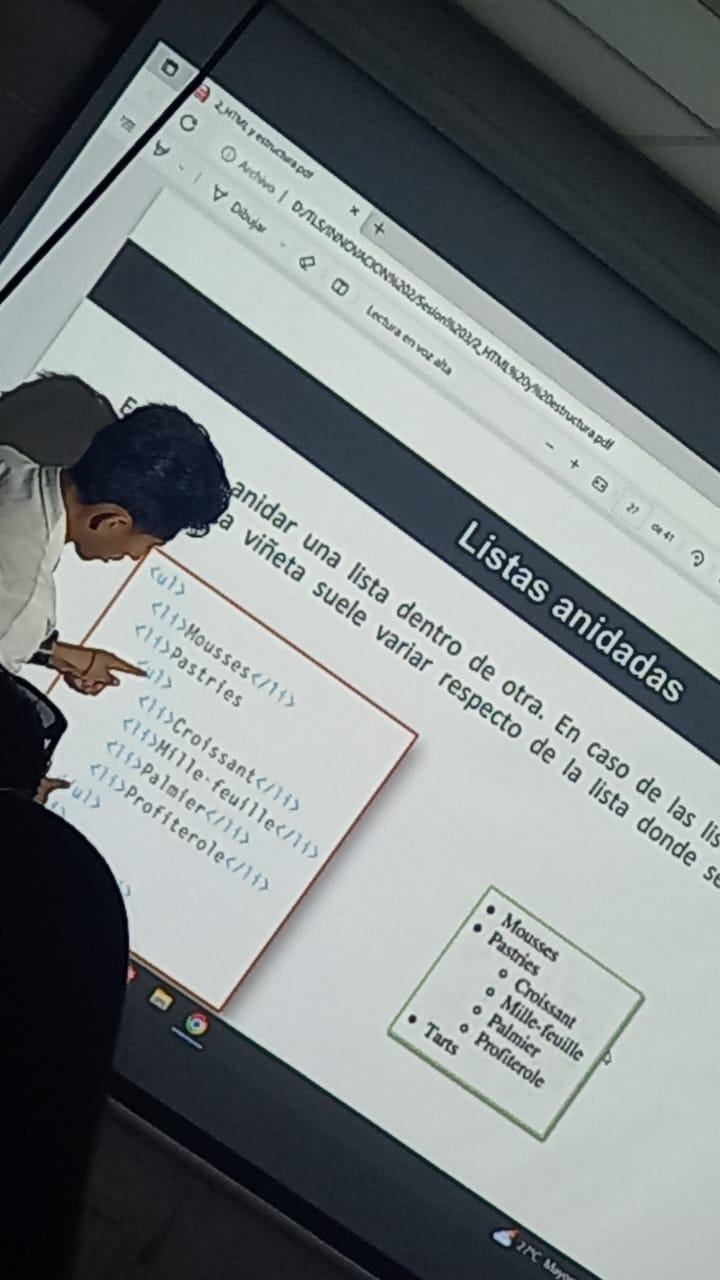 2_HTML y estructura.pdf
Archivo | D:/TLS/INNOVACION%202/Sesion%203/2_HTML%20y%20estructura.pdf
Dibujar
Lectura en voz alta
27 de 41
Listas anidadas
anidar una lista dentro de otra. En caso de las
a viñeta suele variar respecto de la lista donde
<ul>
<li>Mousses</li>
<li>Pastries
<ul>
<li>Croissant</li>
<li>Mille-feuille</li>
<li>Palmier</li>
<li>Profiterole</li>
ul>
• Mousses
• Pastries
o Croissant
o Mille-feuille
o Palmier
o Profiterole
• Tarts
27°C